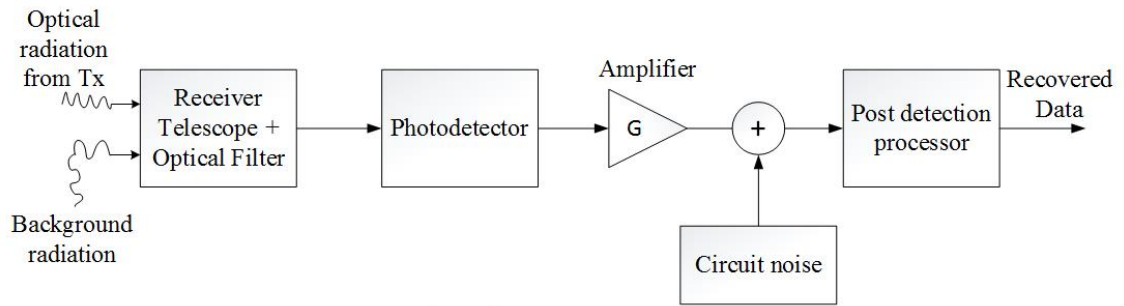 Optical
radiation
from Tx
Background
radiation
Receiver
Telescope +
Optical Filter
Photodetector
Amplifier
G
+
Circuit noise
Post detection
processor
Recovered
Data